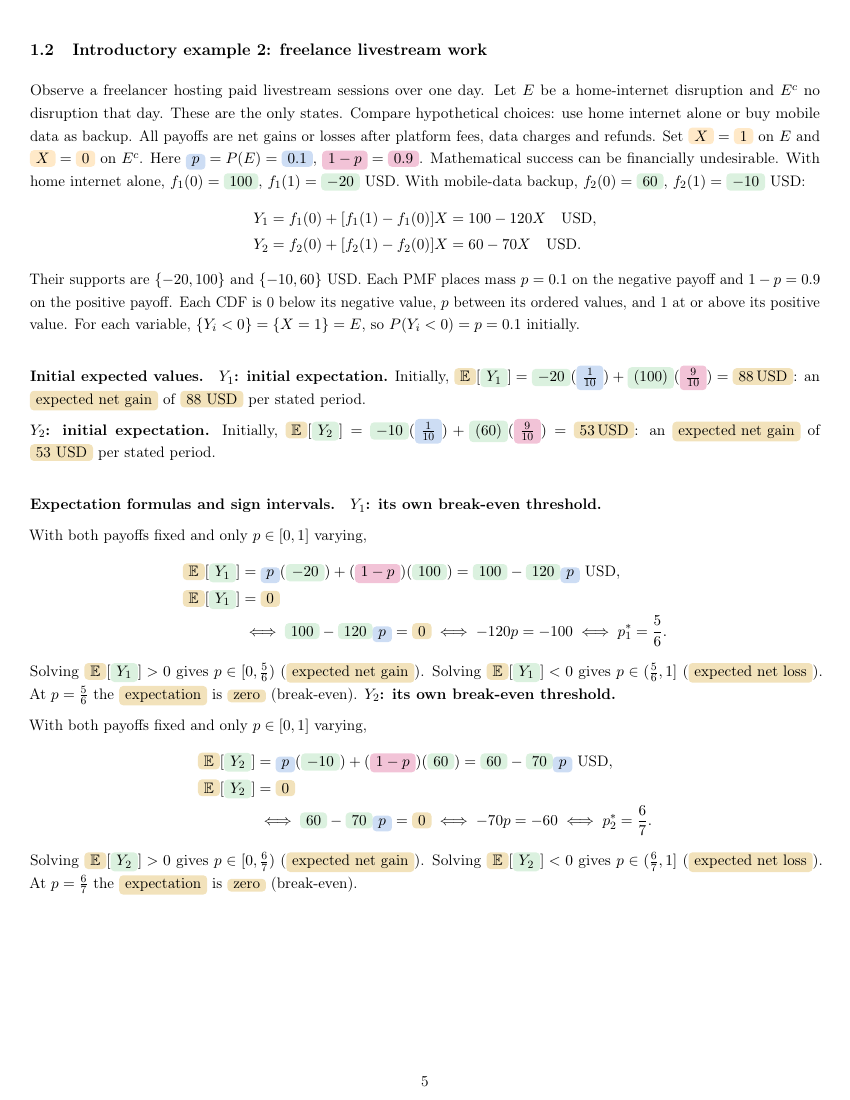 1.2 Introductory example 2: freelance livestream work
Observe a freelancer hosting paid livestream sessions over one day. Let E be a home-internet disruption and Eᶜ no
disruption that day. These are the only states. Compare hypothetical choices: use home internet alone or buy mobile
data as backup. All payoffs are net gains or losses after platform fees, data charges and refunds. Set X = 1 on E and
X = 0 on Eᶜ. Here p = P(E) = 0.1, 1 − p = 0.9. Mathematical success can be financially undesirable. With
home internet alone, f₁(0) = 100, f₁(1) = −20 USD. With mobile-data backup, f₂(0) = 60, f₂(1) = −10 USD:
Y₁ = f₁(0) + [f₁(1) − f₁(0)]X = 100 − 120X USD,
Y₂ = f₂(0) + [f₂(1) − f₂(0)]X = 60 − 70X USD.
Their supports are {−20, 100} and {−10, 60} USD. Each PMF places mass p = 0.1 on the negative payoff and 1 − p = 0.9
on the positive payoff. Each CDF is 0 below its negative value, p between its ordered values, and 1 at or above its positive
value. For each variable, {Yᵢ < 0} = {X = 1} = E, so P(Yᵢ < 0) = p = 0.1 initially.
Initial expected values. Y₁: initial expectation. Initially, 𝔼[Y₁] = −20(1/10) + (100)(9/10) = 88 USD: an
expected net gain of 88 USD per stated period.
Y₂: initial expectation. Initially, 𝔼[Y₂] = −10(1/10) + (60)(9/10) = 53 USD: an expected net gain of
53 USD per stated period.
Expectation formulas and sign intervals. Y₁: its own break-even threshold.
With both payoffs fixed and only p ∈ [0, 1] varying,
𝔼[Y₁] = p(−20) + (1 − p)(100) = 100 − 120p USD,
𝔼[Y₁] = 0
⟺ 100 − 120p = 0 ⟺ −120p = −100 ⟺ p₁* = 5/6.
Solving 𝔼[Y₁] > 0 gives p ∈ [0, 5/6) (expected net gain). Solving 𝔼[Y₁] < 0 gives p ∈ (5/6, 1] (expected net loss).
At p = 5/6 the expectation is zero (break-even). Y₂: its own break-even threshold.
With both payoffs fixed and only p ∈ [0, 1] varying,
𝔼[Y₂] = p(−10) + (1 − p)(60) = 60 − 70p USD,
𝔼[Y₂] = 0
⟺ 60 − 70p = 0 ⟺ −70p = −60 ⟺ p₂* = 6/7.
Solving 𝔼[Y₂] > 0 gives p ∈ [0, 6/7) (expected net gain). Solving 𝔼[Y₂] < 0 gives p ∈ (6/7, 1] (expected net loss).
At p = 6/7 the expectation is zero (break-even).
5